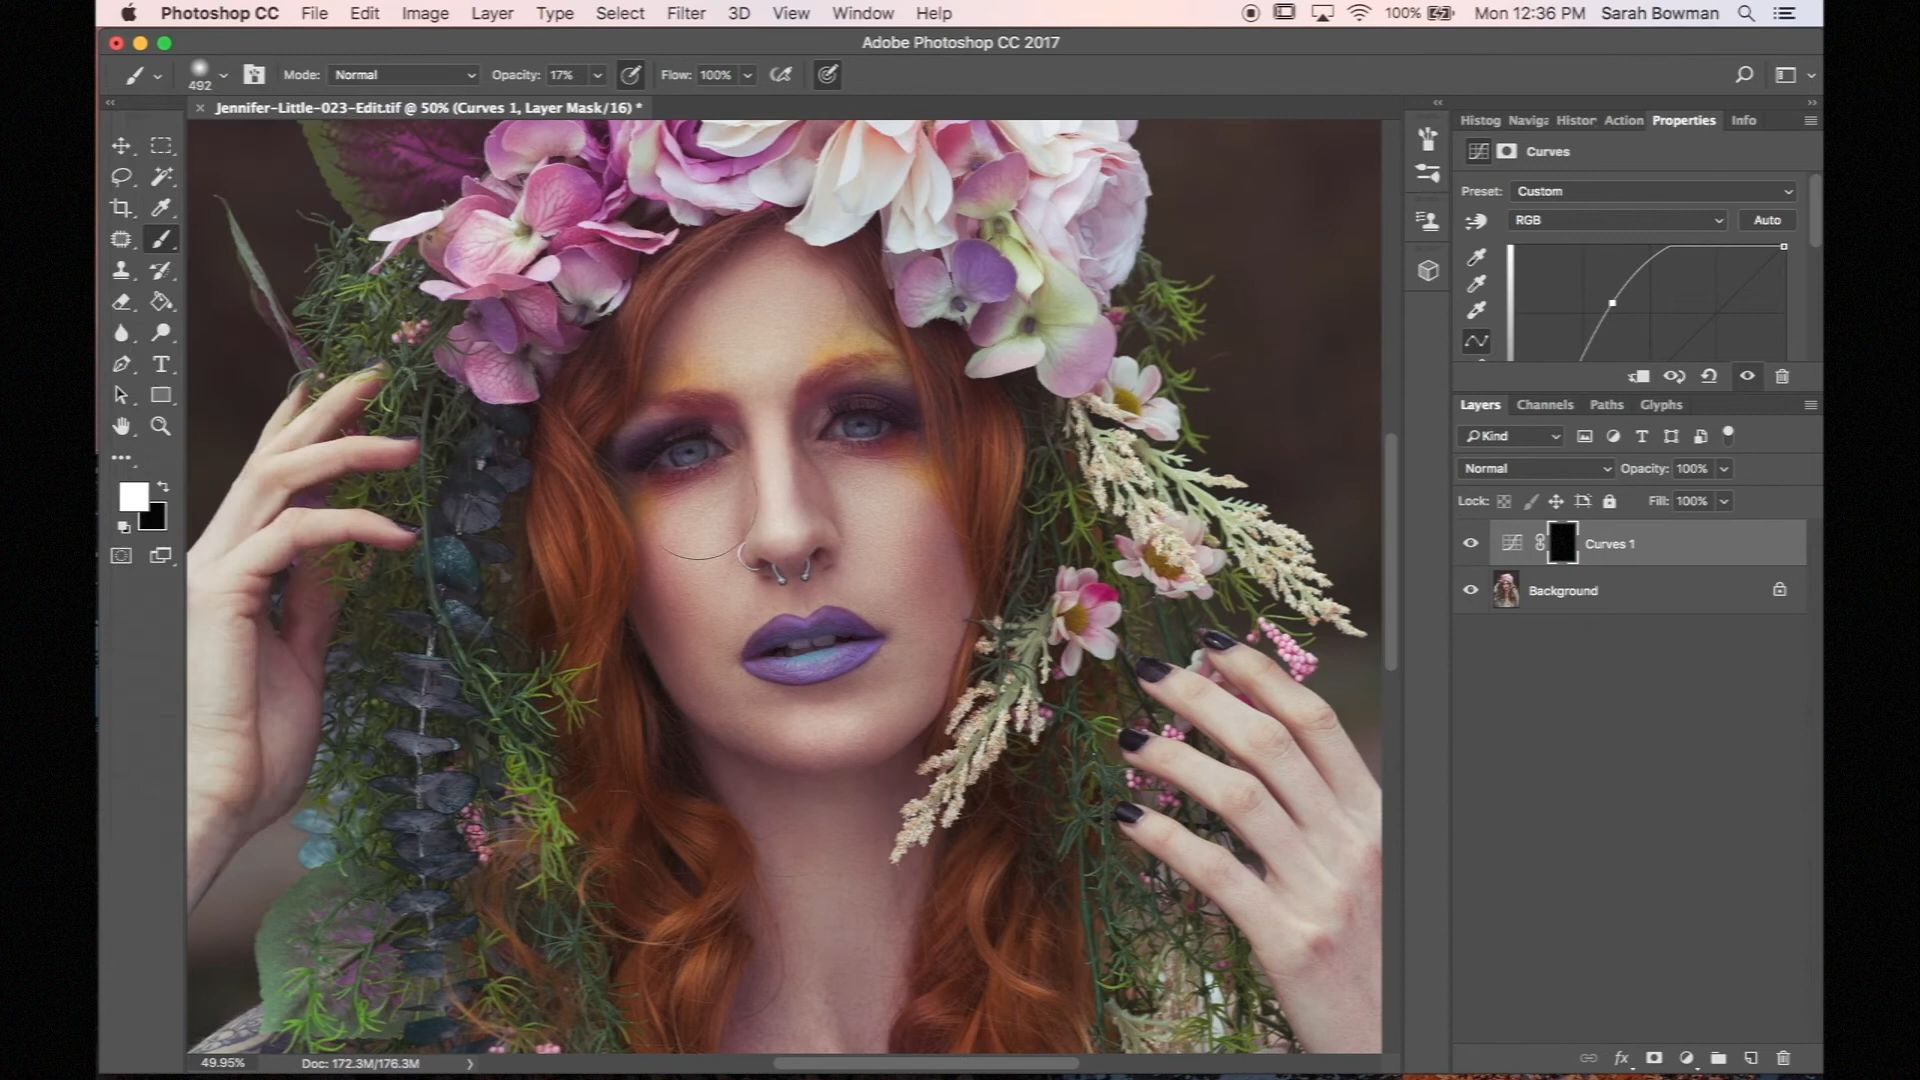 Photoshop CC File Edit Image Layer Type Select Filter 3D View Window Help 100% Mon 12:36 PM Sarah Bowman
Adobe Photoshop CC 2017
492 Mode: Normal Opacity: 17% Flow: 100%
Jennifer-Little-023-Edit.tif @ 50% (Curves 1, Layer Mask/16) *
Histog Naviga Histor Action Properties Info
Curves
Preset: Custom
RGB Auto
Layers Channels Paths Glyphs
Kind
Normal Opacity: 100%
Lock: Fill: 100%
Curves 1
Background
fx
49.95% Doc: 172.3M/176.3M